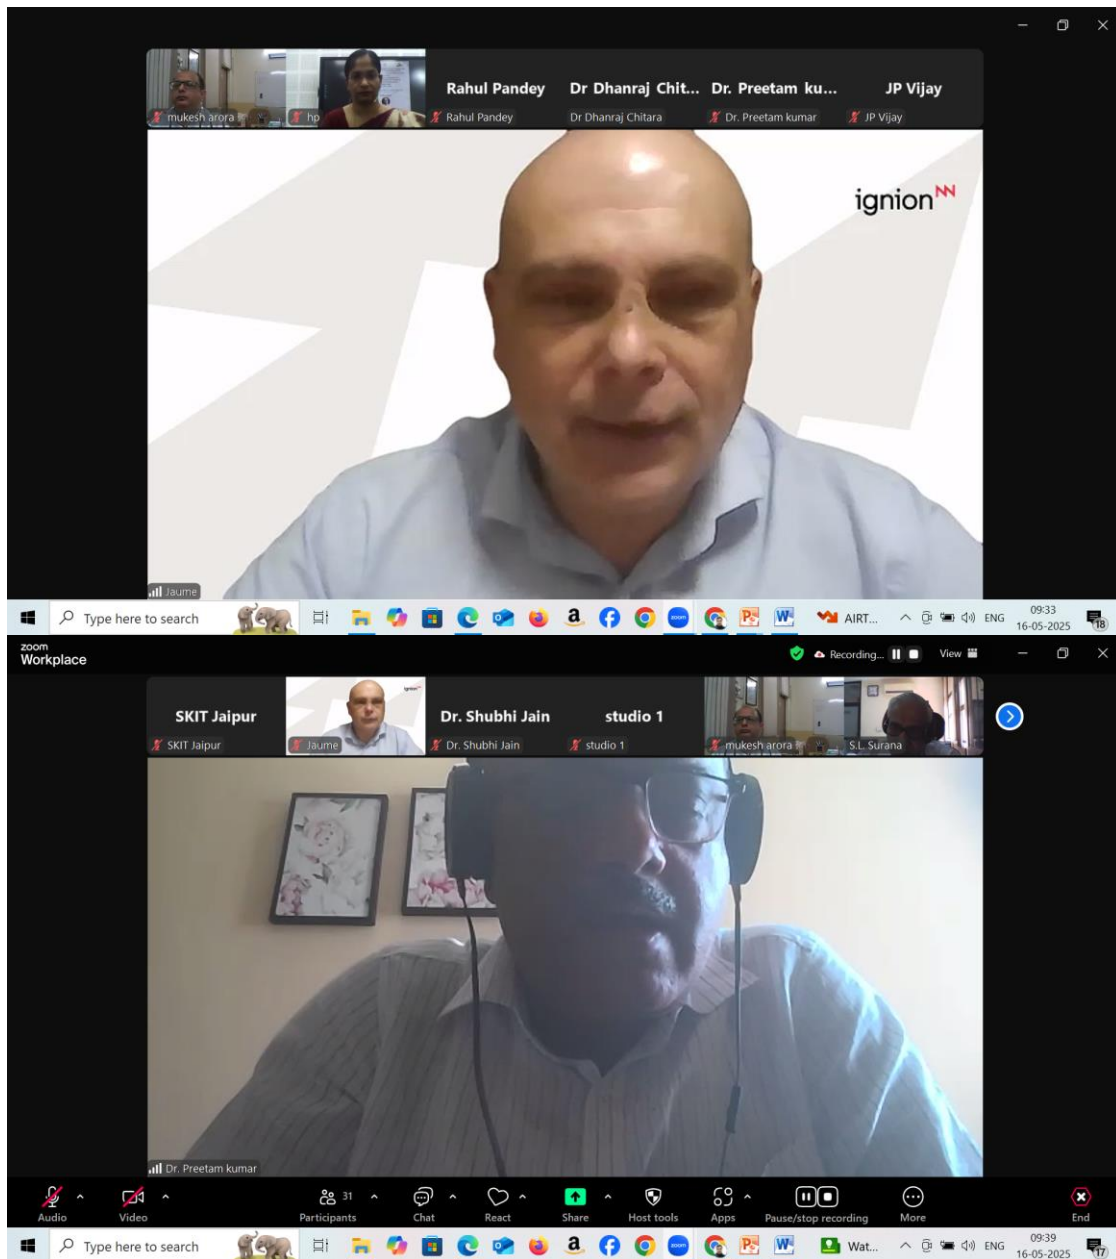 Rahul Pandey
Dr Dhanraj Chit...
Dr. Preetam ku...
JP Vijay
mukesh arora
hp
Rahul Pandey
Dr Dhanraj Chitara
Dr. Preetam kumar
JP Vijay
ignion
Jaume
Type here to search
a
AIRT...
ENG
09:33
16-05-2025
18
zoom
Workplace
Recording...
View
SKIT Jaipur
Dr. Shubhi Jain
studio 1
ignion
SKIT Jaipur
Jaume
Dr. Shubhi Jain
studio 1
mukesh arora
S.L. Surana
Dr. Preetam kumar
31
Audio
Video
Participants
Chat
React
Share
Host tools
Apps
Pause/stop recording
More
End
Type here to search
a
Wat...
ENG
09:39
16-05-2025
17